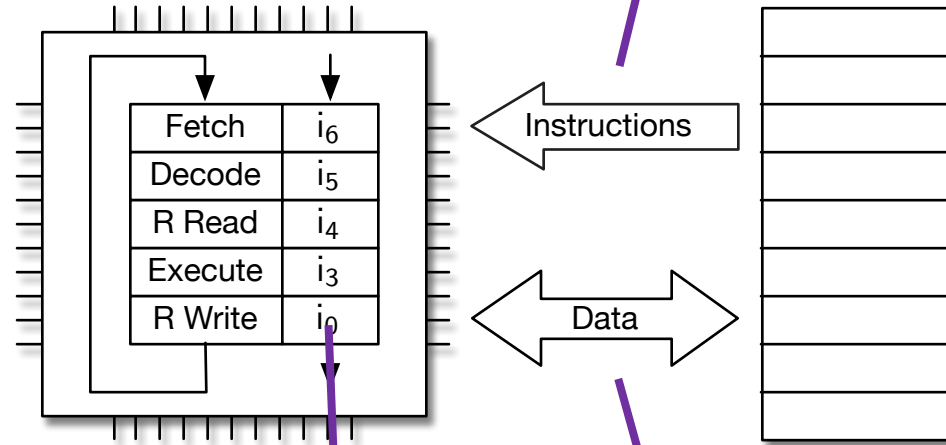 Fetch i₆
Decode i₅
R Read i₄
Execute i₃
R Write i₀
Instructions
Data